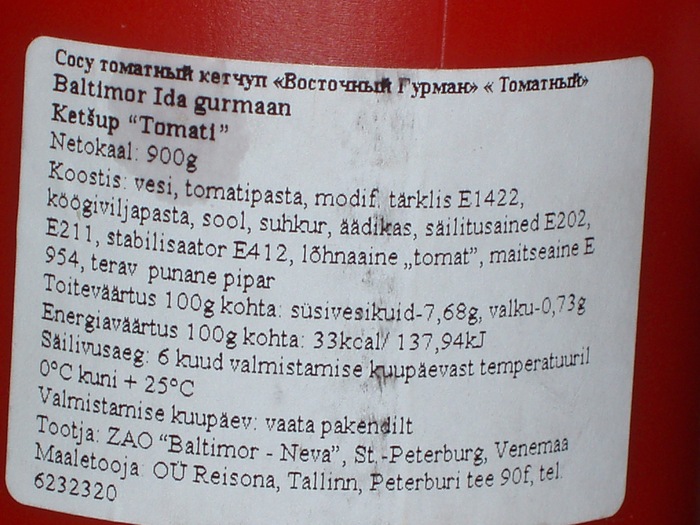 Сосу томатный кетчуп «Восточный Гурман» « Томатный»
Baltimor Ida gurmaan
Ketšup “Tomati”
Netokaal: 900g
Koostis: vesi, tomatipasta, modif. tärklis E1422,
köögiviljapasta, sool, suhkur, äädikas, säilitusained E202,
E211, stabilisaator E412, lõhnaaine „tomat”, maitseaine E
954, terav punane pipar
Toiteväärtus 100g kohta: süsivesikuid-7,68g, valku-0,73g
Energiaväärtus 100g kohta: 33kcal/ 137,94kJ
Säilivusaeg: 6 kuud valmistamise kuupäevast temperatuuril
0°C kuni + 25°C
Valmistamise kuupäev: vaata pakendilt
Tootja: ZAO “Baltimor - Neva”, St.-Peterburg, Venemaa
Maaletooja: OÜ Reisona, Tallinn, Peterburi tee 90f, tel.
6232320